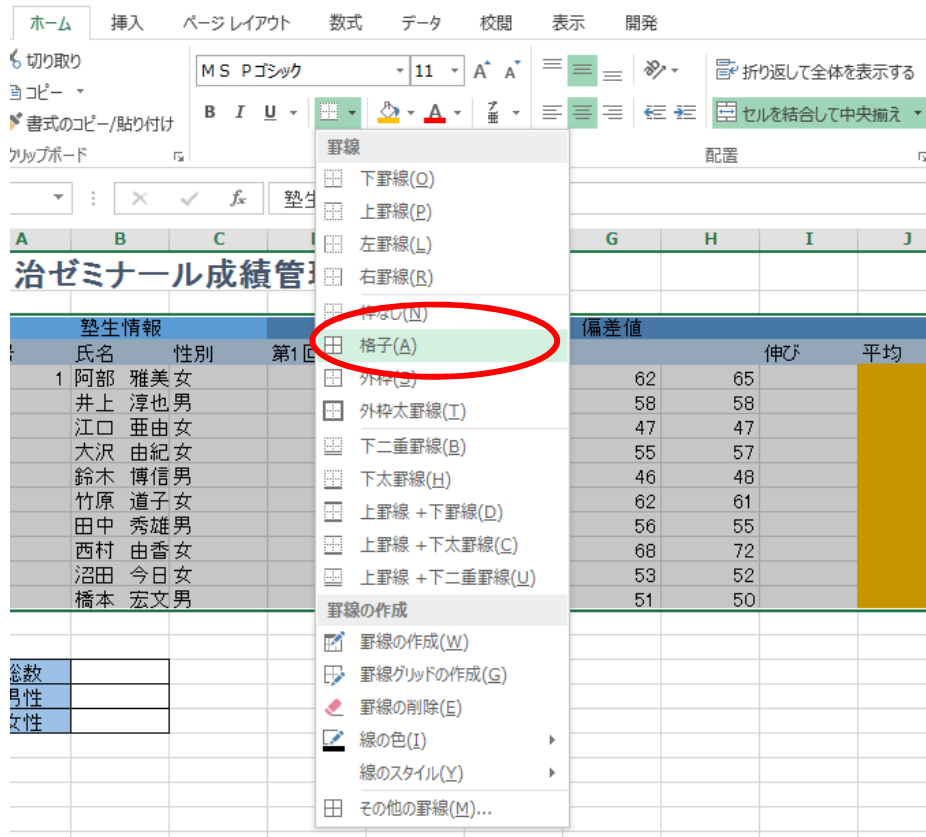 ホーム 挿入 ページ レイアウト 数式 データ 校閲 表示 開発
切り取り
コピー
書式のコピー/貼り付け
クリップボード
ＭＳ Ｐゴシック 11 A A
B I U A 亜
折り返して全体を表示する
セルを結合して中央揃え
配置
fx 塾生
A B C G H I J
治ゼミナール成績管
塾生情報 偏差値
氏名 性別 第1回 伸び 平均
1 阿部 雅美 女 62 65
井上 淳也 男 58 58
江口 亜由 女 47 47
大沢 由紀 女 55 57
鈴木 博信 男 46 48
竹原 道子 女 62 61
田中 秀雄 男 56 55
西村 由香 女 68 72
沼田 今日 女 53 52
橋本 宏文 男 51 50
総数
男性
女性
罫線
下罫線(O)
上罫線(P)
左罫線(L)
右罫線(R)
枠なし(N)
格子(A)
外枠(S)
外枠太罫線(T)
下二重罫線(B)
下太罫線(H)
上罫線 + 下罫線(D)
上罫線 + 下太罫線(C)
上罫線 + 下二重罫線(U)
罫線の作成
罫線の作成(W)
罫線グリッドの作成(G)
罫線の削除(E)
線の色(I)
線のスタイル(Y)
その他の罫線(M)...